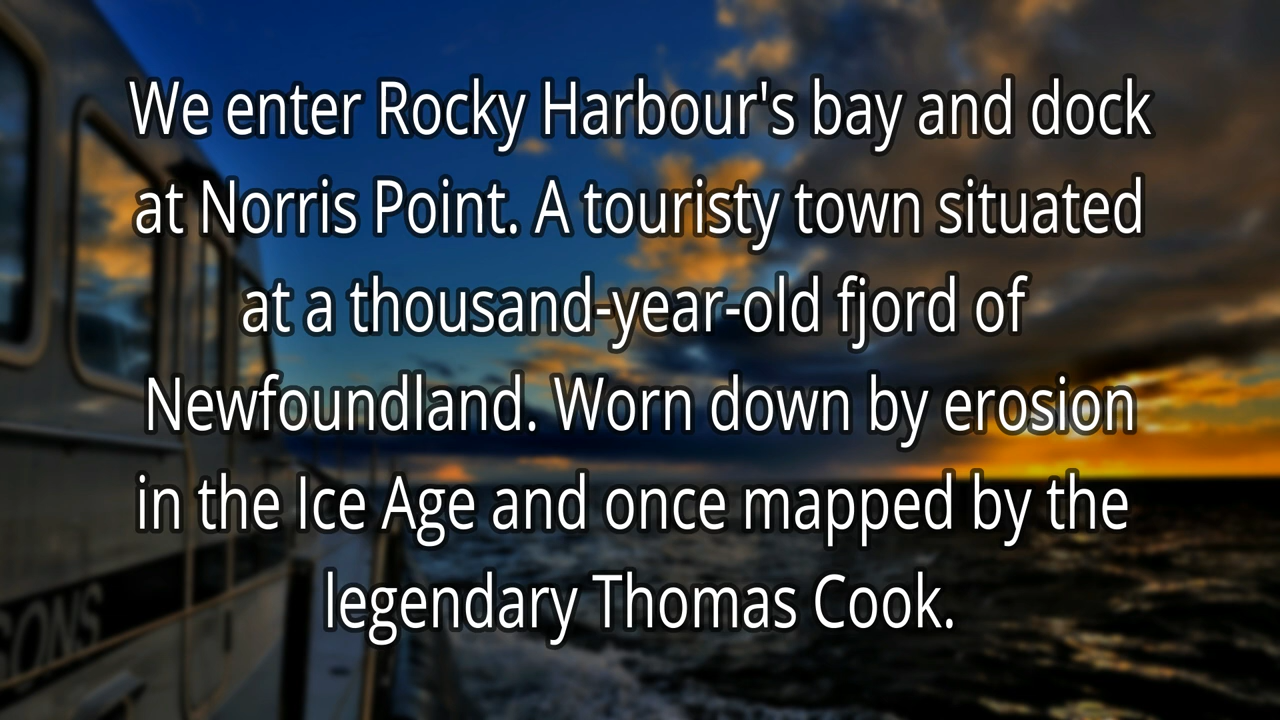 We enter Rocky Harbour's bay and dock
at Norris Point. A touristy town situated
at a thousand-year-old fjord of
Newfoundland. Worn down by erosion
in the Ice Age and once mapped by the
legendary Thomas Cook.
SONS